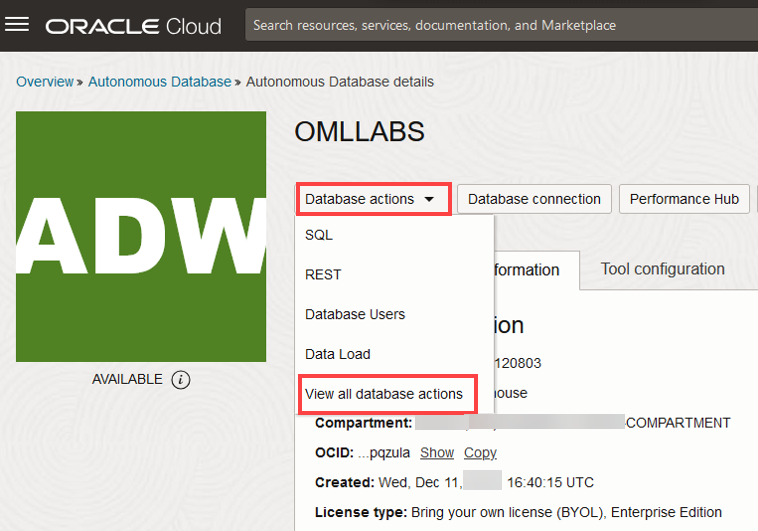 ORACLE Cloud
Search resources, services, documentation, and Marketplace
Overview » Autonomous Database » Autonomous Database details
ADW
AVAILABLE
OMLLABS
Database actions
Database connection
Performance Hub
SQL
REST
Database Users
Data Load
View all database actions
formation
Tool configuration
ion
120803
house
Compartment: -COMPARTMENT
OCID: ...pqzula Show Copy
Created: Wed, Dec 11, 16:40:15 UTC
License type: Bring your own license (BYOL), Enterprise Edition